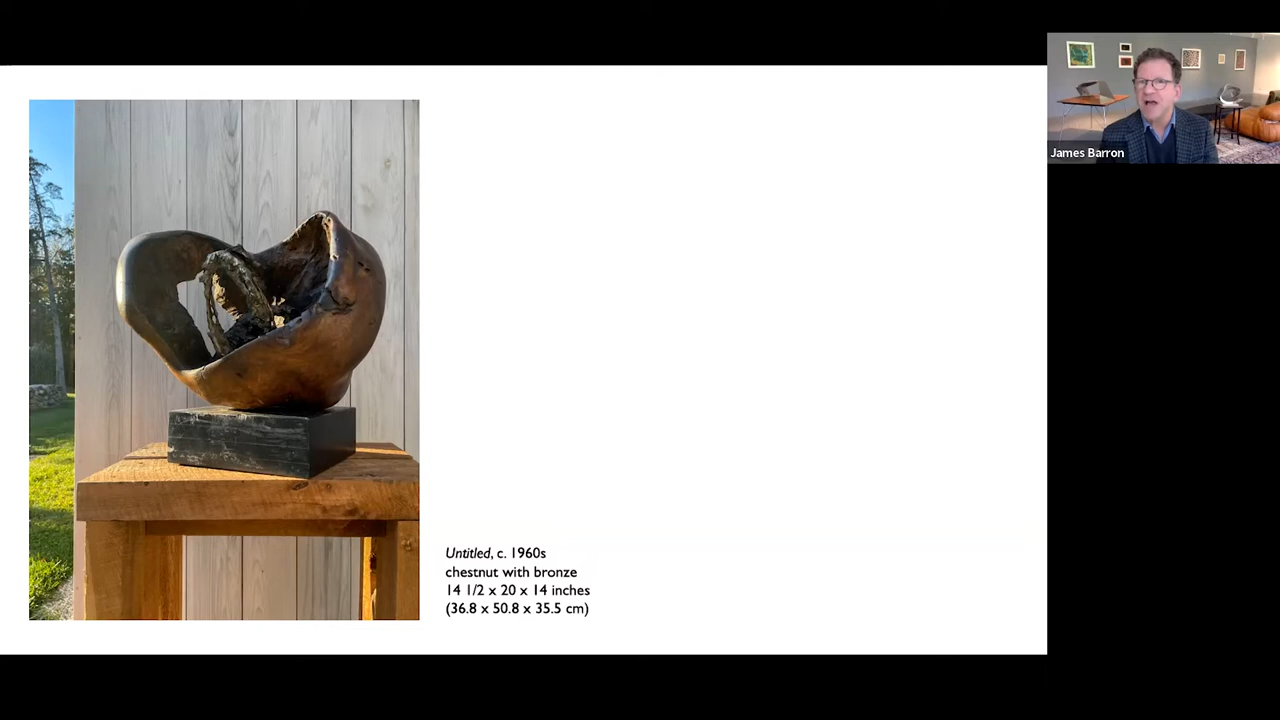 James Barron
Untitled, c. 1960s
chestnut with bronze
14 1/2 x 20 x 14 inches
(36.8 x 50.8 x 35.5 cm)